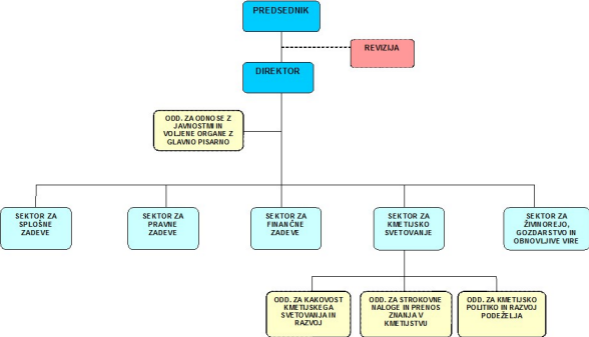 PREDSEDNIK
REVIZIJA
DIREKTOR
ODD. ZA ODNOSE Z
JAVNOSTMI IN
VOLJENE ORGANE Z
GLAVNO PISARNO
SEKTOR ZA
SPLOŠNE
ZADEVE
SEKTOR ZA
PRAVNE
ZADEVE
SEKTOR ZA
FINANČNE
ZADEVE
SEKTOR ZA
KMETIJSKO
SVETOVANJE
SEKTOR ZA
ŽIVINOREJO,
GOZDARSTVO IN
OBNOVLJIVE VIRE
ODD. ZA KAKOVOST
KMETIJSKEGA
SVETOVANJA IN
RAZVOJ
ODD. ZA STROKOVNE
NALOGE IN PRENOS
ZNANJA V
KMETIJSTVU
ODD. ZA KMETIJSKO
POLITIKO IN RAZVOJ
PODEŽELJA